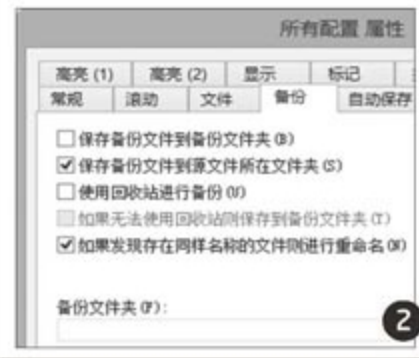 所有配置 属性
高亮 (1) 高亮 (2) 显示 标记
常规 滚动 文件 备份 自动保存
保存备份文件到备份文件夹 (B)
保存备份文件到源文件所在文件夹 (S)
使用回收站进行备份 (U)
如果无法使用回收站则保存到备份文件夹 (T)
如果发现存在同样名称的文件则进行重命名 (R)
备份文件夹 (F):
2